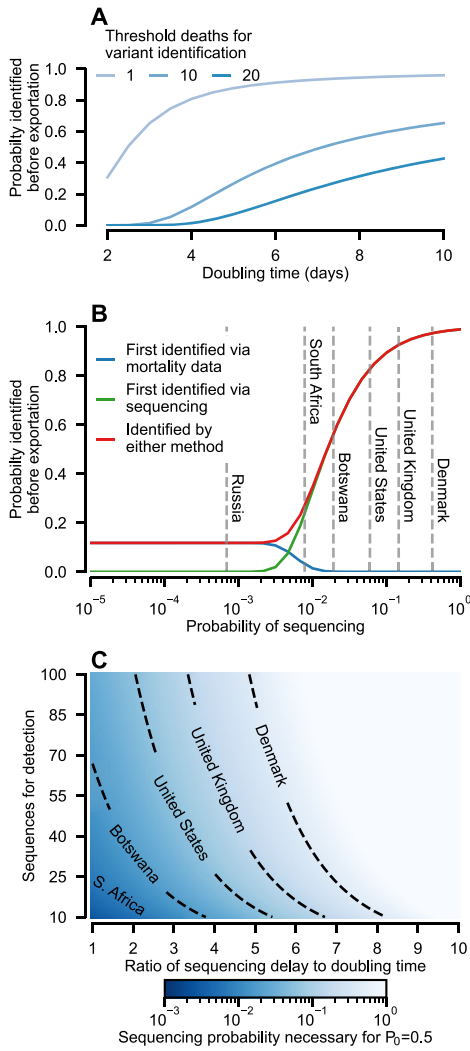 A
Threshold deaths for
variant identification
1 10 20
Probabilty identified
before exportation
1.0
0.8
0.6
0.4
0.2
0.0
2 4 6 8 10
Doubling time (days)
B
First identified via
mortality data
First identified via
sequencing
Identified by
either method
Russia
South Africa
Botswana
United States
United Kingdom
Denmark
Probabilty identified
before exportation
1.0
0.8
0.6
0.4
0.2
0.0
10⁻⁵ 10⁻⁴ 10⁻³ 10⁻² 10⁻¹ 10⁰
Probability of sequencing
C
Sequences for detection
100
85
70
55
40
25
10
S. Africa
Botswana
United States
United Kingdom
Denmark
1 2 3 4 5 6 7 8 9 10
Ratio of sequencing delay to doubling time
10⁻³ 10⁻² 10⁻¹ 10⁰
Sequencing probability necessary for P₀=0.5